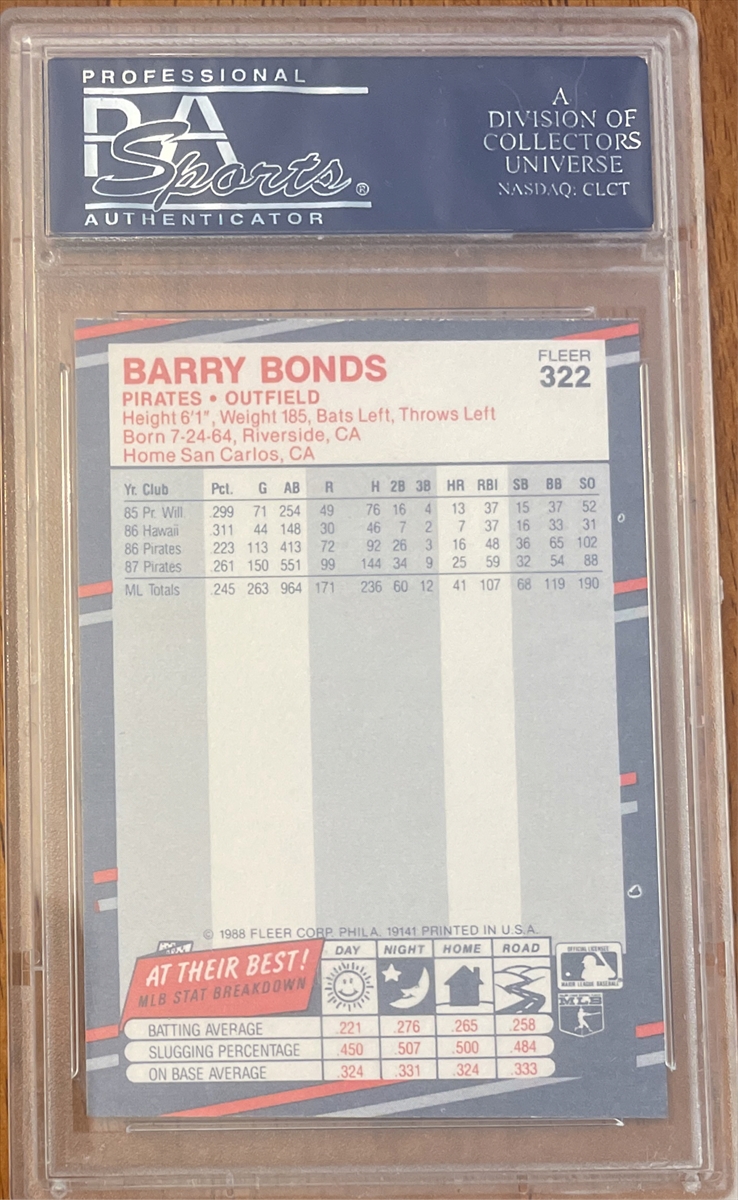 PROFESSIONAL
PSA
Sports®
AUTHENTICATOR
A
DIVISION OF
COLLECTORS
UNIVERSE
NASDAQ: CLCT
BARRY BONDS
PIRATES • OUTFIELD
Height 6'1", Weight 185, Bats Left, Throws Left
Born 7-24-64, Riverside, CA
Home San Carlos, CA
FLEER
322
Yr. Club Pct. G AB R H 2B 3B HR RBI SB BB SO
85 Pr. Will .299 71 254 49 76 16 4 13 37 15 37 52
86 Hawaii .311 44 148 30 46 7 2 7 37 16 33 31
86 Pirates .223 113 413 72 92 26 3 16 48 36 65 102
87 Pirates .261 150 551 99 144 34 9 25 59 32 54 88
ML Totals .245 263 964 171 236 60 12 41 107 68 119 190
© 1988 FLEER CORP. PHILA. 19141 PRINTED IN U.S.A.
AT THEIR BEST!
MLB STAT BREAKDOWN
DAY NIGHT HOME ROAD
BATTING AVERAGE .221 .276 .265 .258
SLUGGING PERCENTAGE .450 .507 .500 .484
ON BASE AVERAGE .324 .331 .324 .333
OFFICIAL LICENSEE
MAJOR LEAGUE BASEBALL
MLB